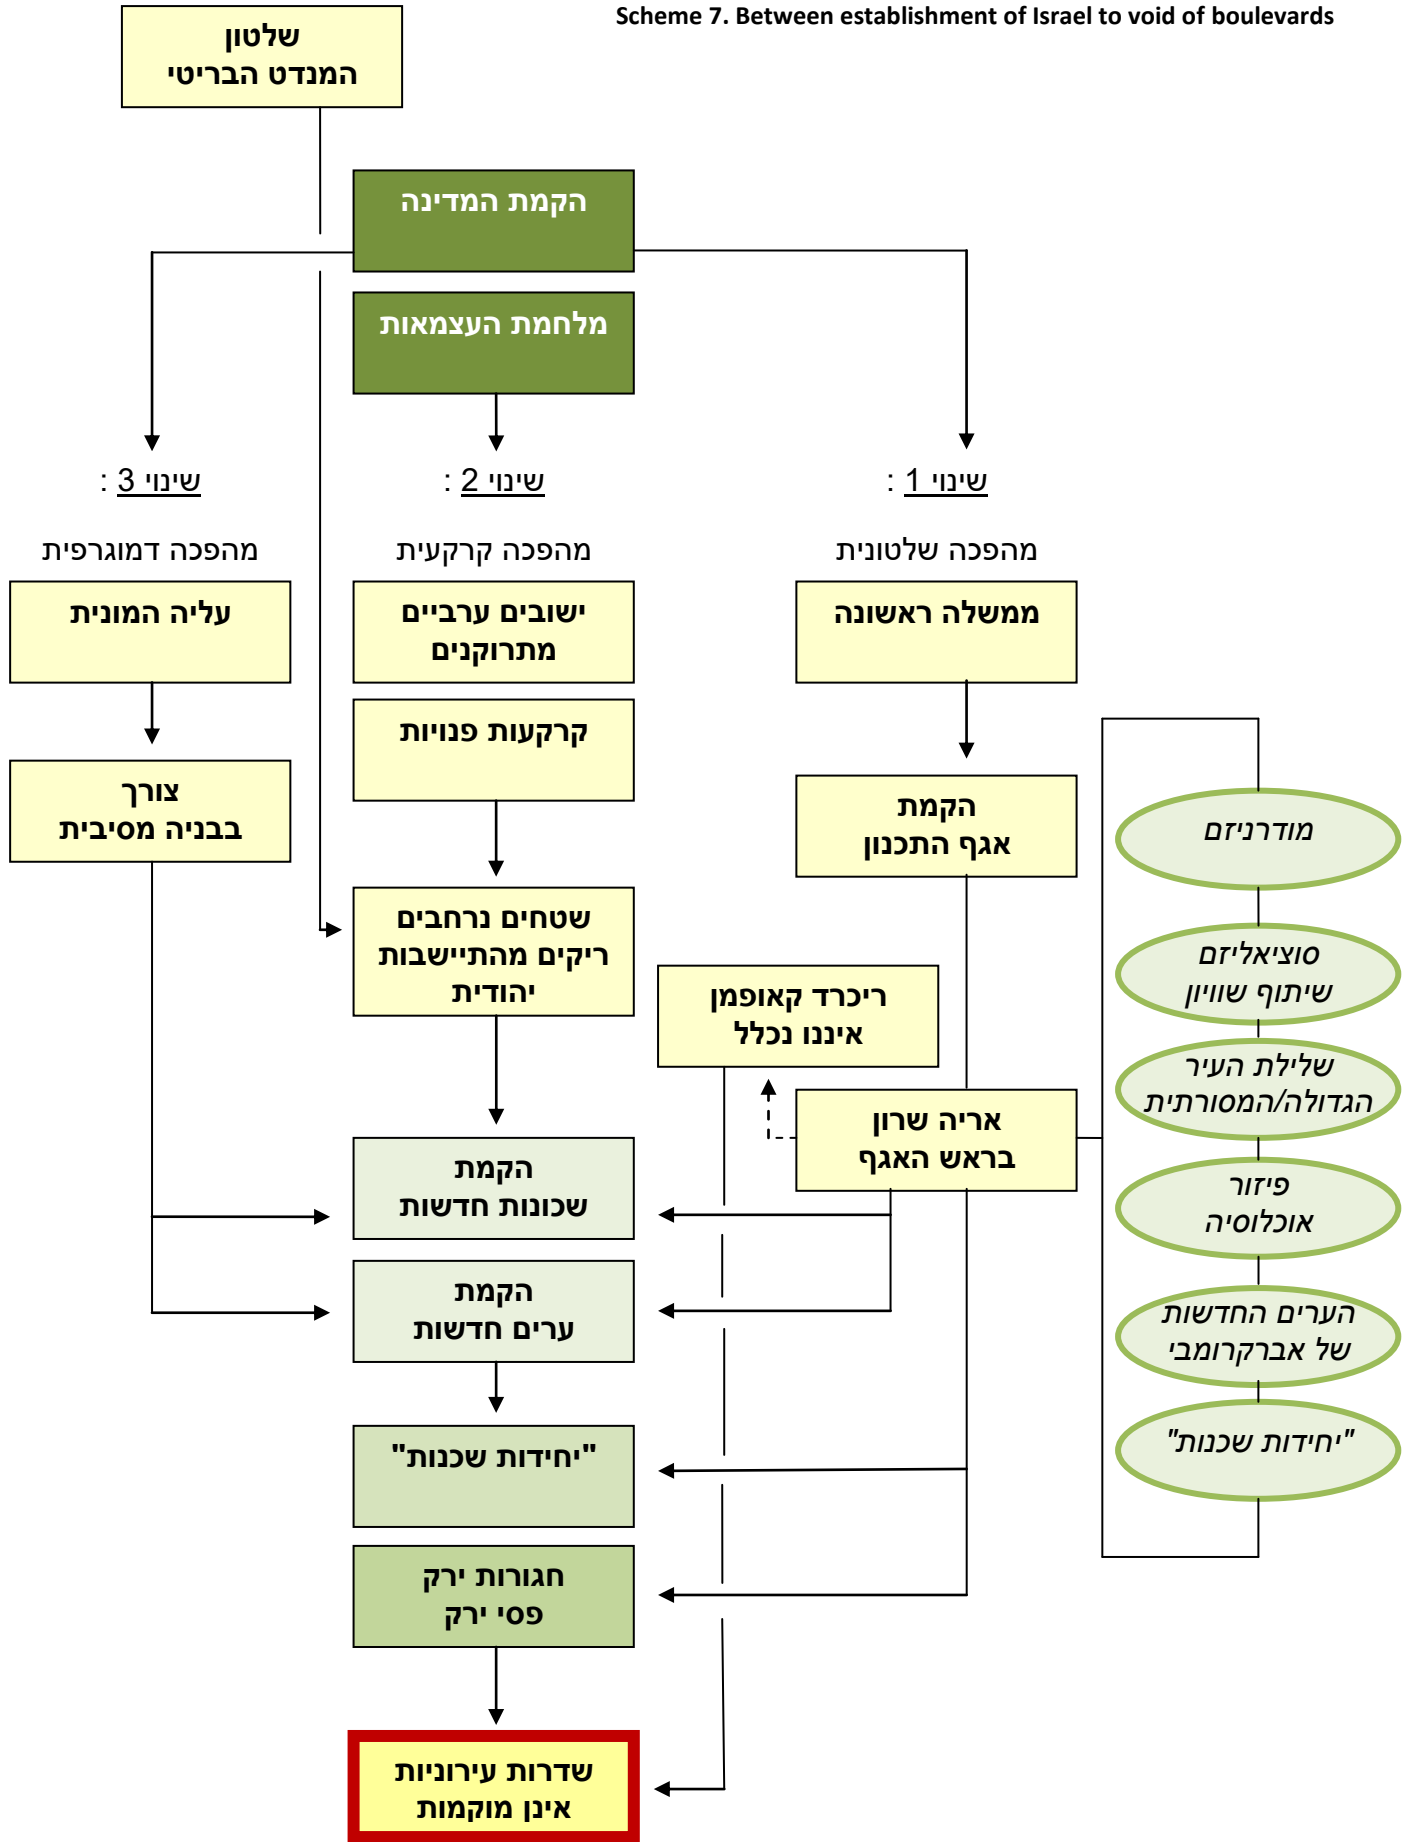 Scheme 7. Between establishment of Israel to void of boulevards
שלטון
המנדט הבריטי
הקמת המדינה
מלחמת העצמאות
שינוי 1 :
שינוי 2 :
שינוי 3 :
מהפכה שלטונית
מהפכה קרקעית
מהפכה דמוגרפית
ממשלה ראשונה
ישובים ערביים
מתרוקנים
עליה המונית
קרקעות פנויות
הקמת
אגף התכנון
צורך
בבניה מסיבית
מודרניזם
שטחים נרחבים
ריקים מהתיישבות
יהודית
סוציאליזם
שיתוף שוויון
ריכרד קאופמן
איננו נכלל
שלילת העיר
הגדולה/המסורתית
אריה שרון
בראש האגף
הקמת
שכונות חדשות
פיזור
אוכלוסיה
הקמת
ערים חדשות
הערים החדשות
של אברקרומבי
"יחידות שכנות"
"יחידות שכנות"
חגורות ירק
פסי ירק
שדרות עירוניות
אינן מוקמות